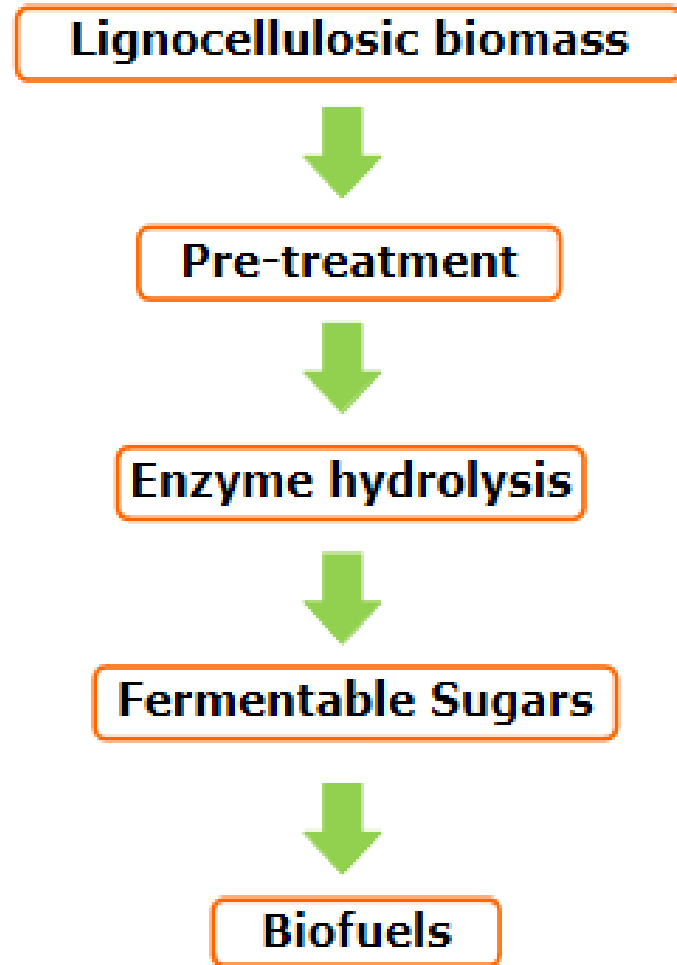 Lignocellulosic biomass
Pre-treatment
Enzyme hydrolysis
Fermentable Sugars
Biofuels